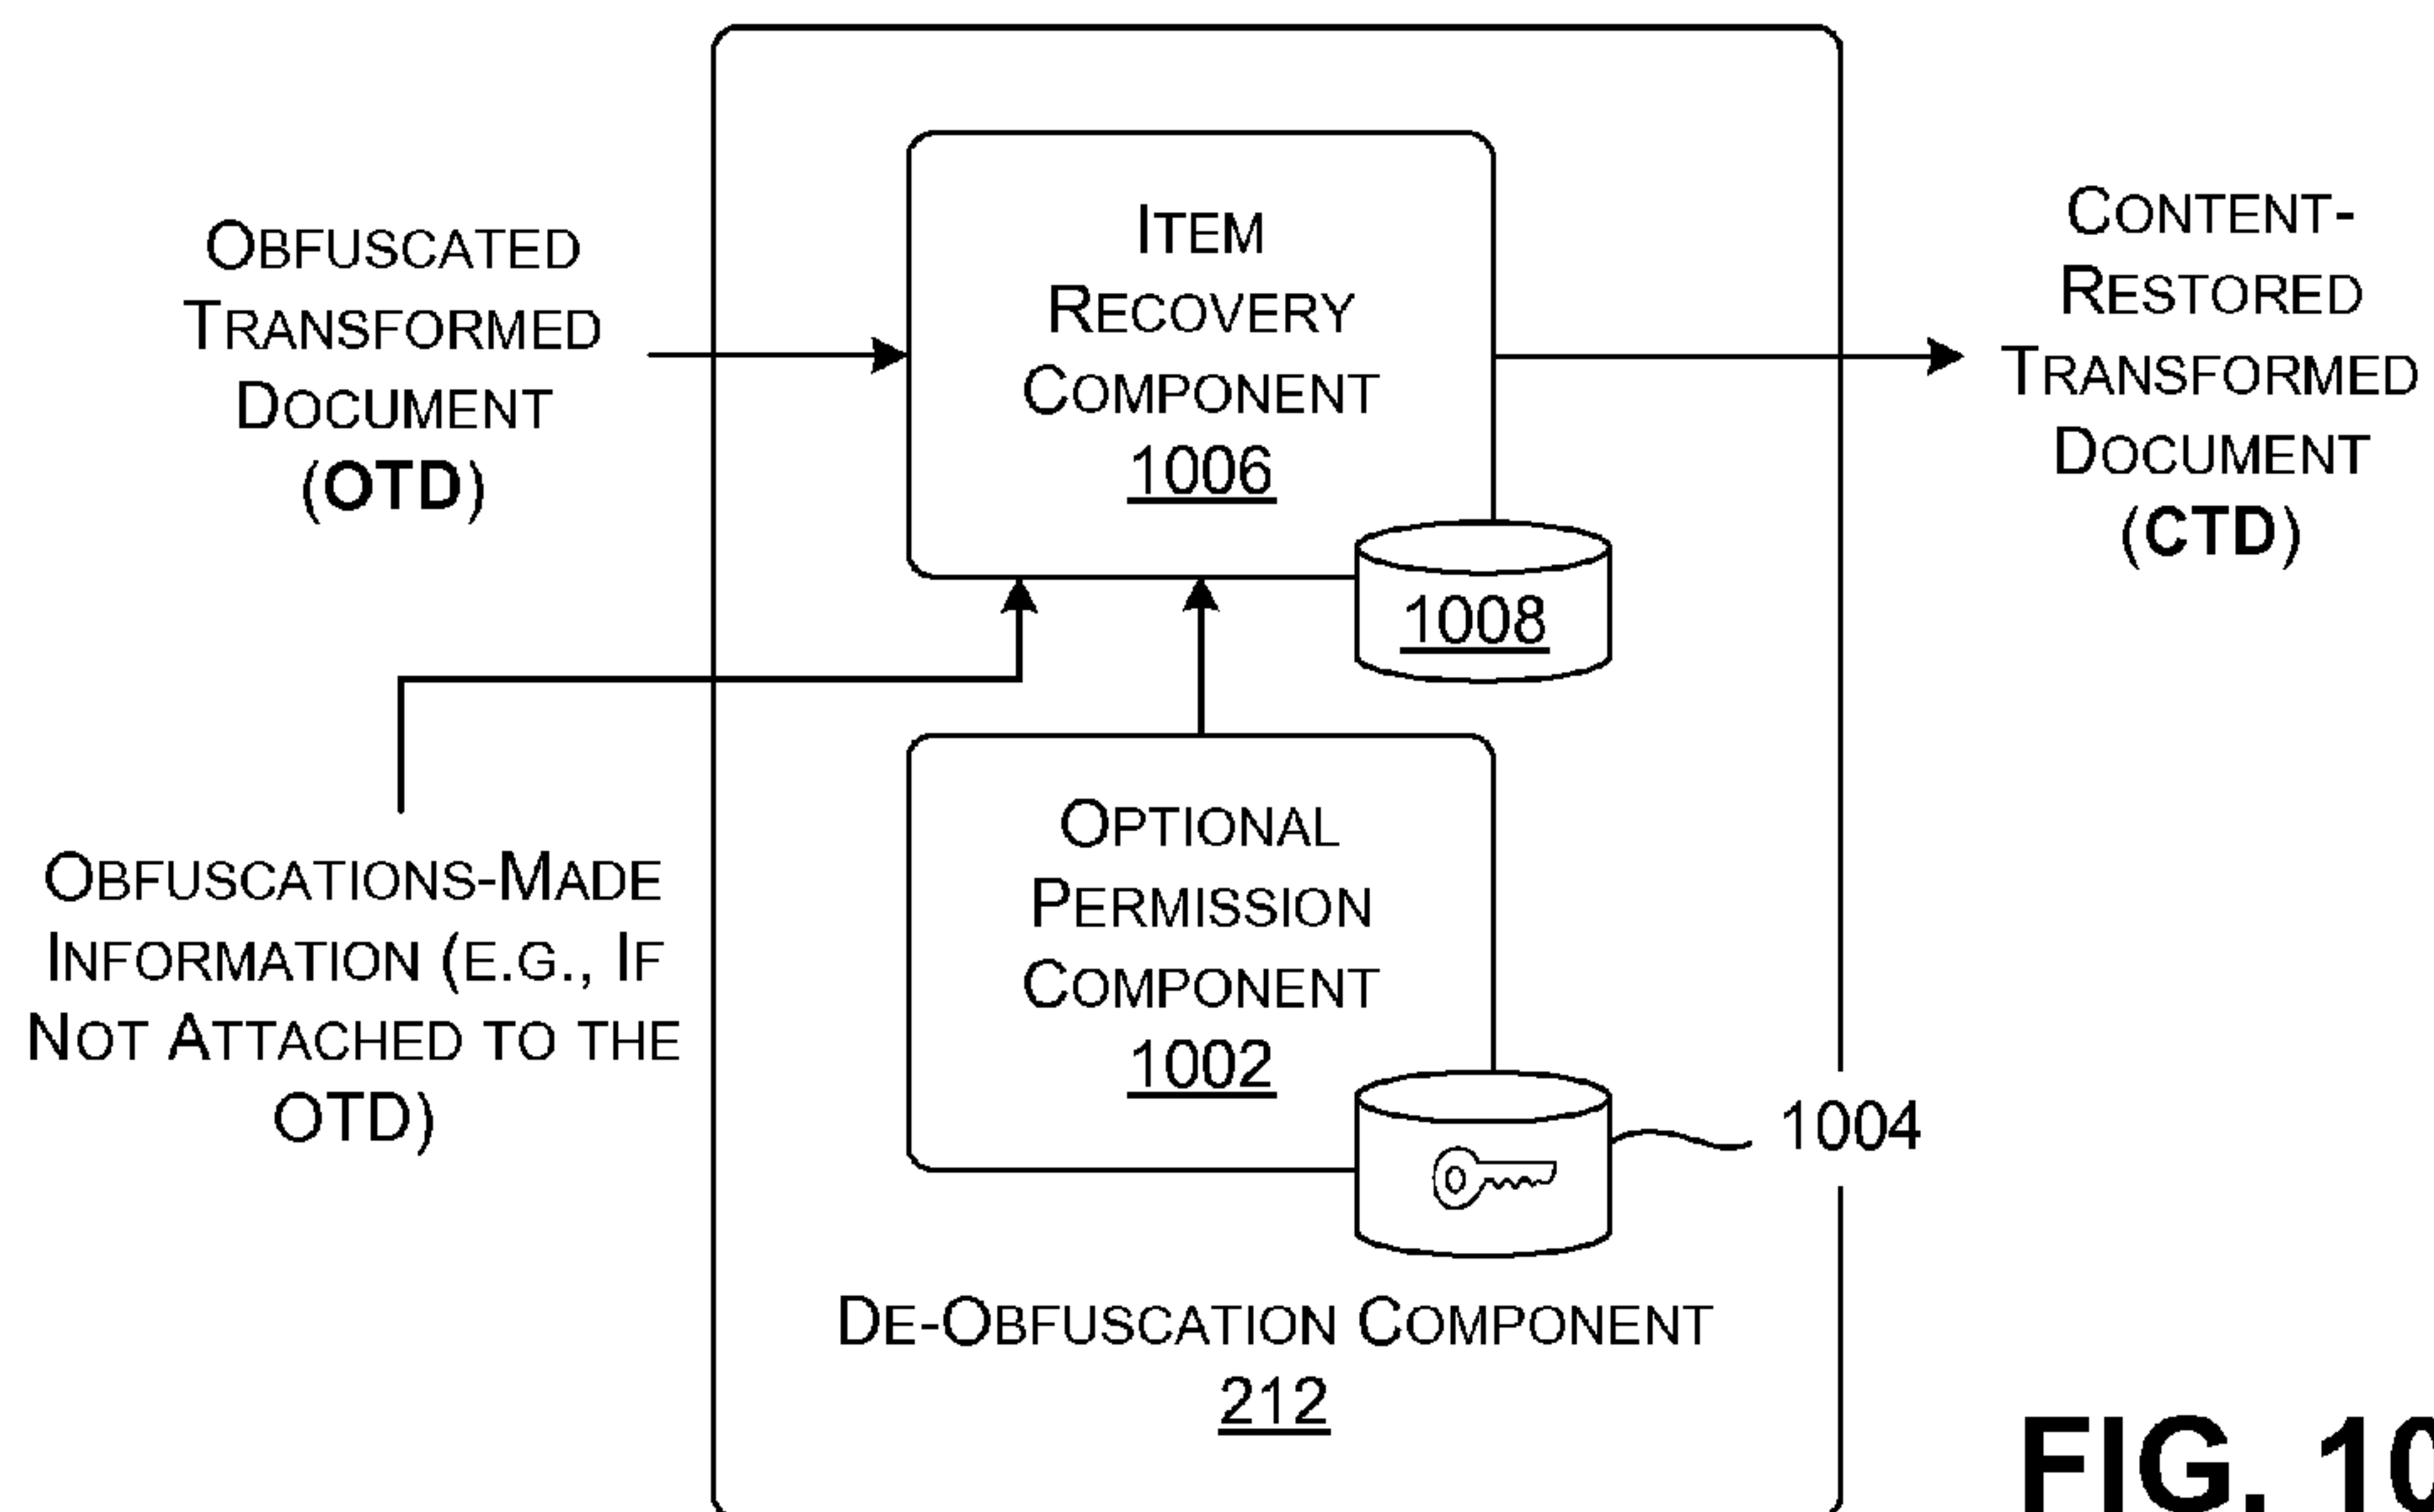 OBFUSCATED
TRANSFORMED
DOCUMENT
(OTD)
ITEM
RECOVERY
COMPONENT
1006
1008
CONTENT-
RESTORED
TRANSFORMED
DOCUMENT
(CTD)
OBFUSCATIONS-MADE
INFORMATION (E.G., IF
NOT ATTACHED TO THE
OTD)
OPTIONAL
PERMISSION
COMPONENT
1002
1004
DE-OBFUSCATION COMPONENT
212
FIG. 10